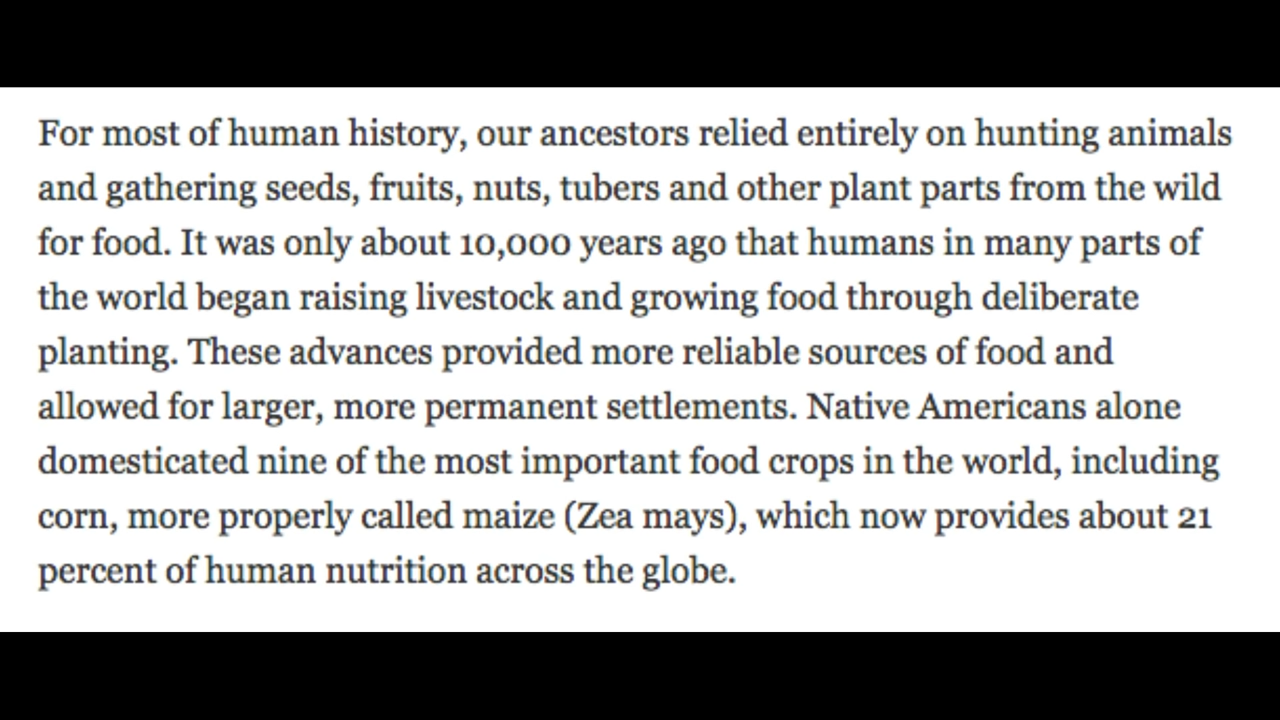 For most of human history, our ancestors relied entirely on hunting animals
and gathering seeds, fruits, nuts, tubers and other plant parts from the wild
for food. It was only about 10,000 years ago that humans in many parts of
the world began raising livestock and growing food through deliberate
planting. These advances provided more reliable sources of food and
allowed for larger, more permanent settlements. Native Americans alone
domesticated nine of the most important food crops in the world, including
corn, more properly called maize (Zea mays), which now provides about 21
percent of human nutrition across the globe.